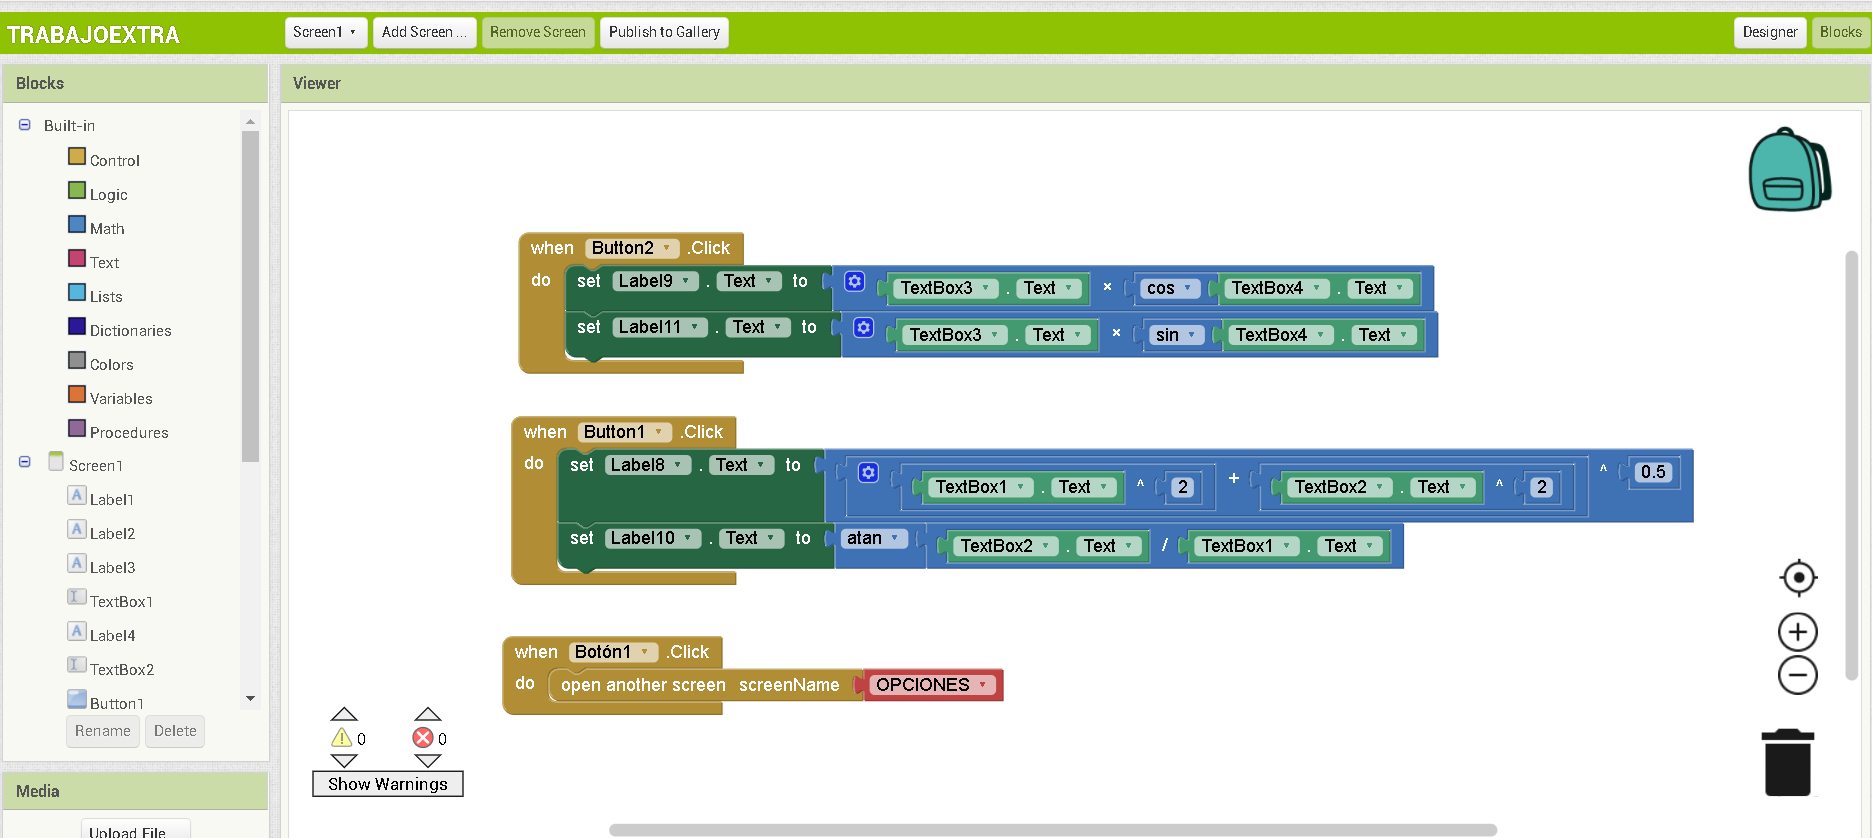 TRABAJOEXTRA Screen1 Add Screen ... Remove Screen Publish to Gallery Designer Blocks
Blocks
Built-in
Control
Logic
Math
Text
Lists
Dictionaries
Colors
Variables
Procedures
Screen1
Label1
Label2
Label3
TextBox1
Label4
TextBox2
Button1
Rename Delete
Media
Upload File
Viewer
when Button2 .Click
do set Label9 . Text to TextBox3 . Text × cos TextBox4 . Text
set Label11 . Text to TextBox3 . Text × sin TextBox4 . Text
when Button1 .Click
do set Label8 . Text to TextBox1 . Text ^ 2 + TextBox2 . Text ^ 2 ^ 0.5
set Label10 . Text to atan TextBox2 . Text / TextBox1 . Text
when Botón1 .Click
do open another screen screenName OPCIONES
0 0
Show Warnings